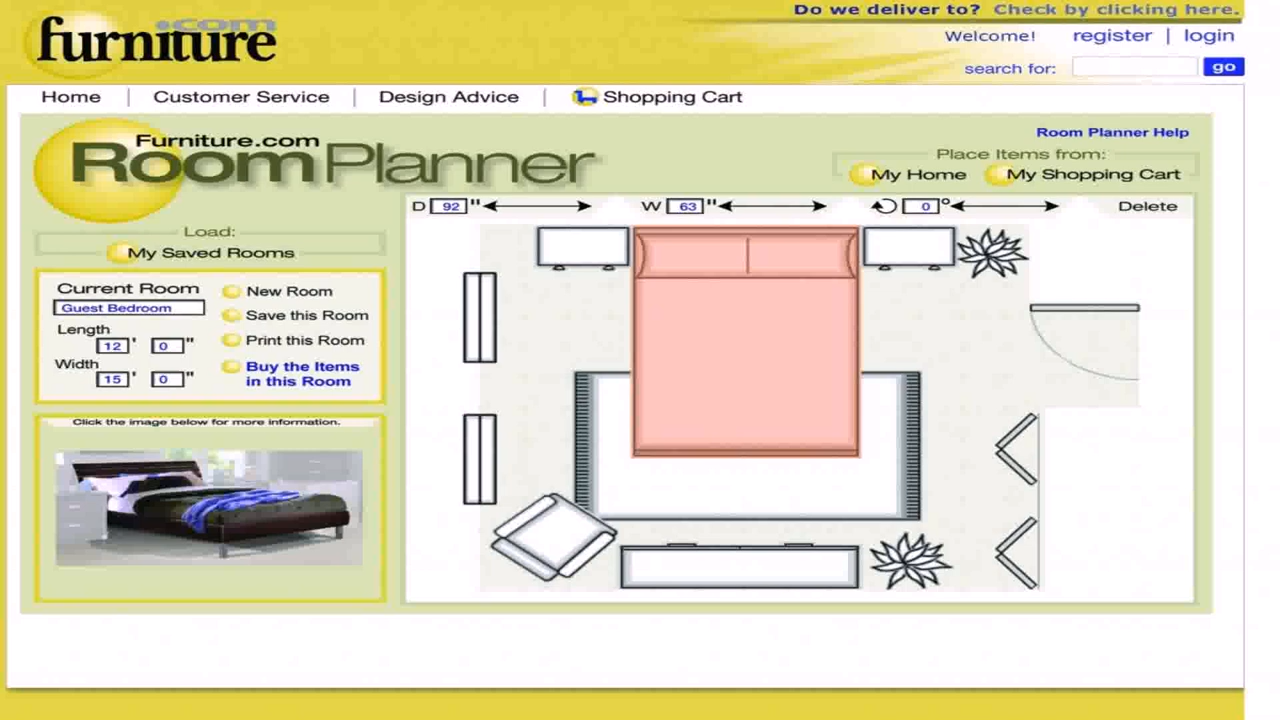 Do we deliver to? Check by clicking here.
.com
furniture
Welcome! register | login
search for: go
Home | Customer Service | Design Advice | Shopping Cart
Furniture.com
Room Planner
Room Planner Help
Place Items from:
My Home My Shopping Cart
D 92 " W 63 " 0 ° Delete
Load:
My Saved Rooms
Current Room
Guest Bedroom
Length
12 ' 0 "
Width
15 ' 0 "
New Room
Save this Room
Print this Room
Buy the Items
in this Room
Click the image below for more information.